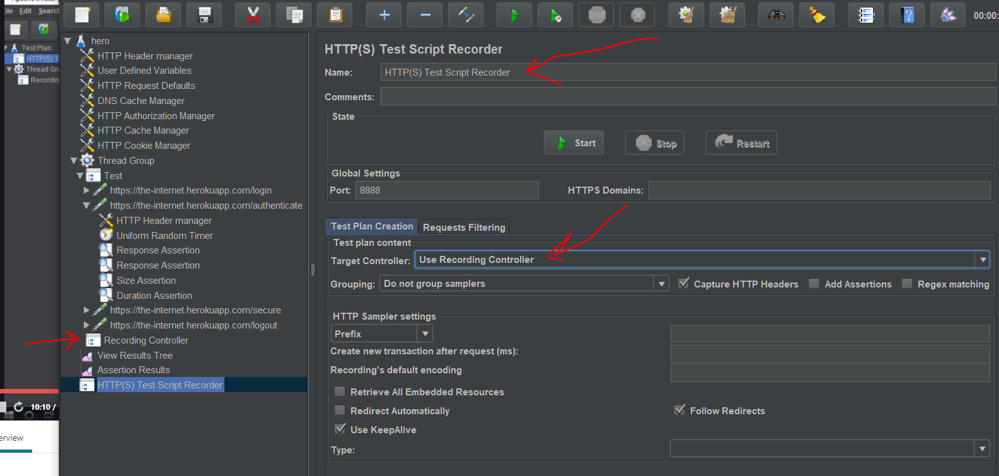 File Edit Search
Test Plan
HTTP(S) T
Thread Gr
Recordin
10:10 /
erview
STOP
00:00:
hero
HTTP Header manager
User Defined Variables
HTTP Request Defaults
DNS Cache Manager
HTTP Authorization Manager
HTTP Cache Manager
HTTP Cookie Manager
Thread Group
Test
https://the-internet.herokuapp.com/login
https://the-internet.herokuapp.com/authenticate
HTTP Header manager
Uniform Random Timer
Response Assertion
Response Assertion
Size Assertion
Duration Assertion
https://the-internet.herokuapp.com/secure
https://the-internet.herokuapp.com/logout
Recording Controller
View Results Tree
Assertion Results
HTTP(S) Test Script Recorder
HTTP(S) Test Script Recorder
Name: HTTP(S) Test Script Recorder
Comments:
State
Start Stop Restart
Global Settings
Port: 8888 HTTPS Domains:
Test Plan Creation Requests Filtering
Test plan content
Target Controller: Use Recording Controller
Grouping: Do not group samplers Capture HTTP Headers Add Assertions Regex matching
HTTP Sampler settings
Prefix
Create new transaction after request (ms):
Recording's default encoding
Retrieve All Embedded Resources
Redirect Automatically Follow Redirects
Use KeepAlive
Type: